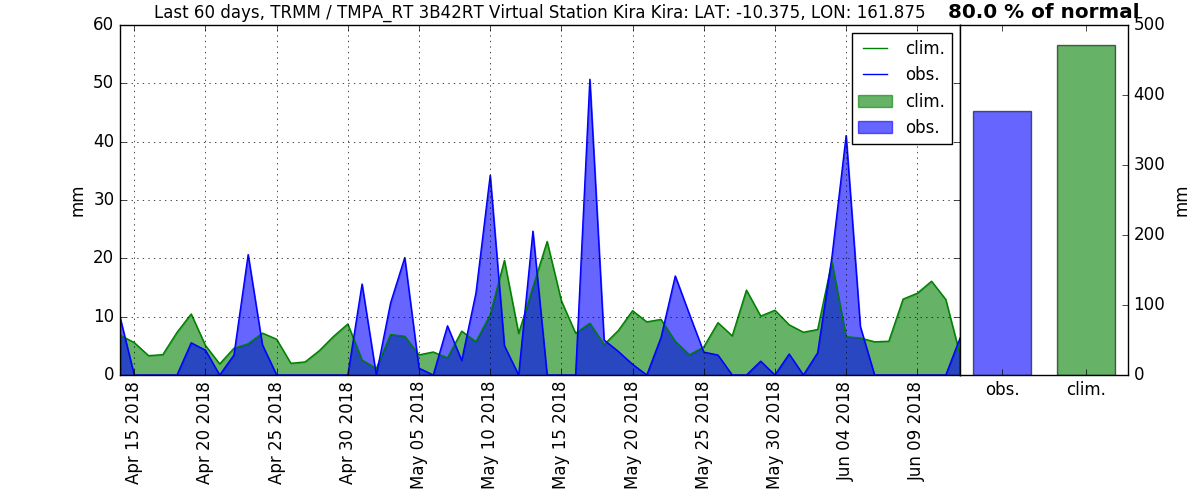 Last 60 days, TRMM / TMPA_RT 3B42RT Virtual Station Kira Kira: LAT: -10.375, LON: 161.875
80.0 % of normal
60
50
40
30
20
10
0
mm
clim.
obs.
clim.
obs.
500
400
300
200
100
0
mm
Apr 15 2018
Apr 20 2018
Apr 25 2018
Apr 30 2018
May 05 2018
May 10 2018
May 15 2018
May 20 2018
May 25 2018
May 30 2018
Jun 04 2018
Jun 09 2018
obs.
clim.